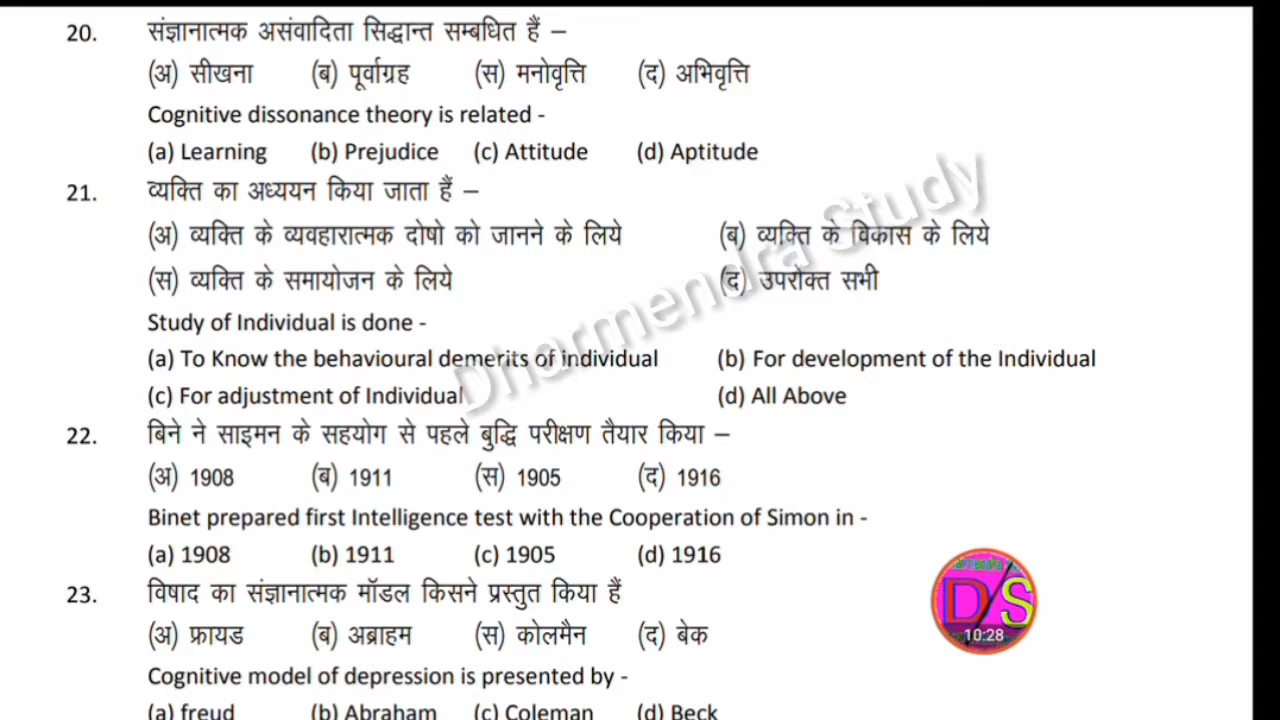 20. संज्ञानात्मक असंवादिता सिद्धान्त सम्बधित हैं –
(अ) सीखना (ब) पूर्वाग्रह (स) मनोवृत्ति (द) अभिवृत्ति
Cognitive dissonance theory is related -
(a) Learning (b) Prejudice (c) Attitude (d) Aptitude
21. व्यक्ति का अध्ययन किया जाता हैं –
(अ) व्यक्ति के व्यवहारात्मक दोषो को जानने के लिये (ब) व्यक्ति के विकास के लिये
(स) व्यक्ति के समायोजन के लिये (द) उपरोक्त सभी
Study of Individual is done -
(a) To Know the behavioural demerits of individual (b) For development of the Individual
(c) For adjustment of Individual (d) All Above
22. बिने ने साइमन के सहयोग से पहले बुद्धि परीक्षण तैयार किया –
(अ) 1908 (ब) 1911 (स) 1905 (द) 1916
Binet prepared first Intelligence test with the Cooperation of Simon in -
(a) 1908 (b) 1911 (c) 1905 (d) 1916
23. विषाद का संज्ञानात्मक मॉडल किसने प्रस्तुत किया हैं
(अ) फ्रायड (ब) अब्राहम (स) कोलमैन (द) बेक
Cognitive model of depression is presented by -
(a) freud (b) Abraham (c) Coleman (d) Beck
Dharmendra Study
D/S
10:28